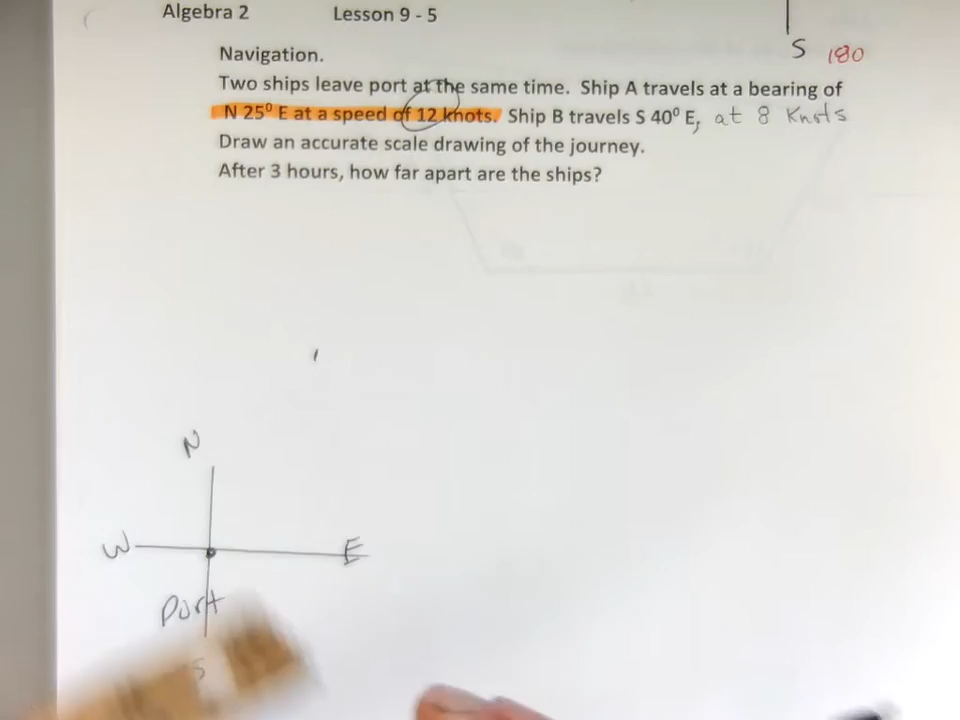 Algebra 2 Lesson 9 - 5
S 180
Navigation.
Two ships leave port at the same time. Ship A travels at a bearing of
N 25⁰ E at a speed of 12 knots. Ship B travels S 40⁰ E, at 8 Knots
Draw an accurate scale drawing of the journey.
After 3 hours, how far apart are the ships?
N
W E
Port
S